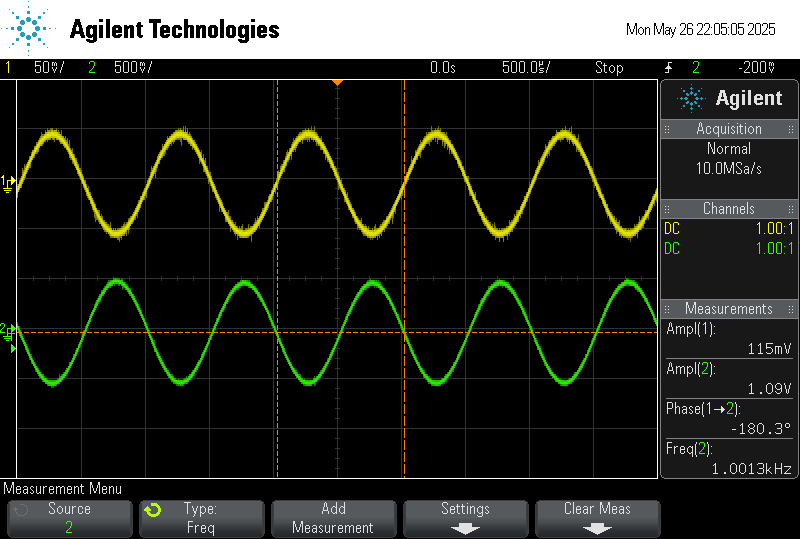 Agilent Technologies
Mon May 26 22:05:05 2025
1 50mV/ 2 500mV/ 0.0s 500.0us/ Stop 2 -200mV
Agilent
Acquisition
Normal
10.0MSa/s
Channels
DC 1.00:1
DC 1.00:1
1
2
Measurements
Ampl(1):
115mV
Ampl(2):
1.09V
Phase(1→2):
-180.3°
Freq(2):
1.0013kHz
Measurement Menu
Source
2
Type:
Freq
Add
Measurement
Settings
Clear Meas